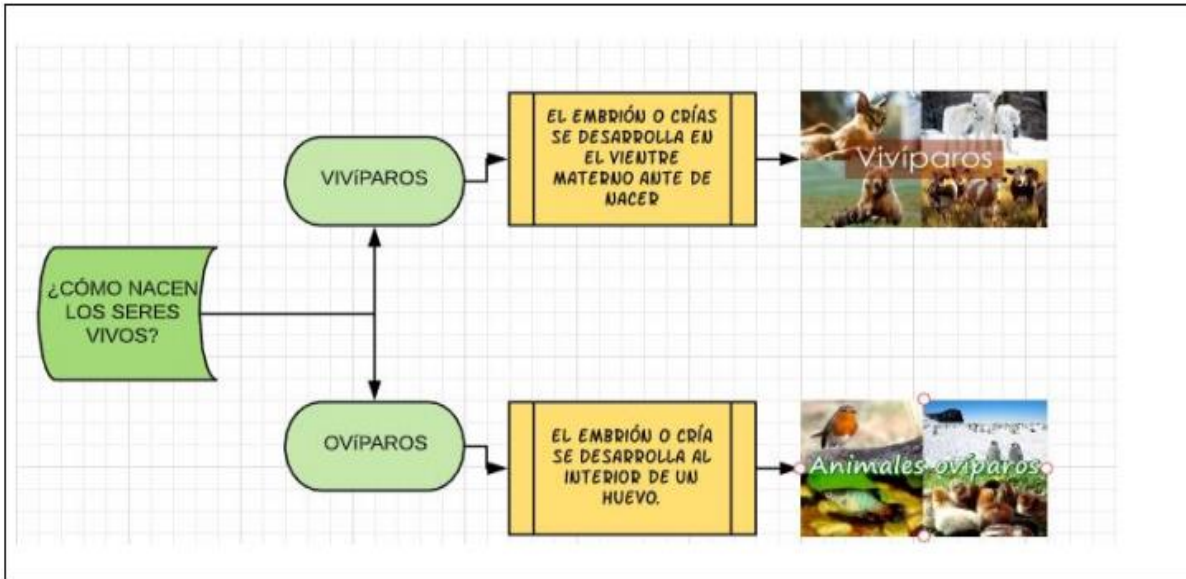 ¿CÓMO NACEN
LOS SERES
VIVOS?
VIVíPAROS
EL EMBRIÓN O CRÍAS
SE DESARROLLA EN
EL VIENTRE
MATERNO ANTE DE
NACER
Vivíparos
OVíPAROS
EL EMBRIÓN O CRÍA
SE DESARROLLA AL
INTERIOR DE UN
HUEVO.
Animales ovíparos